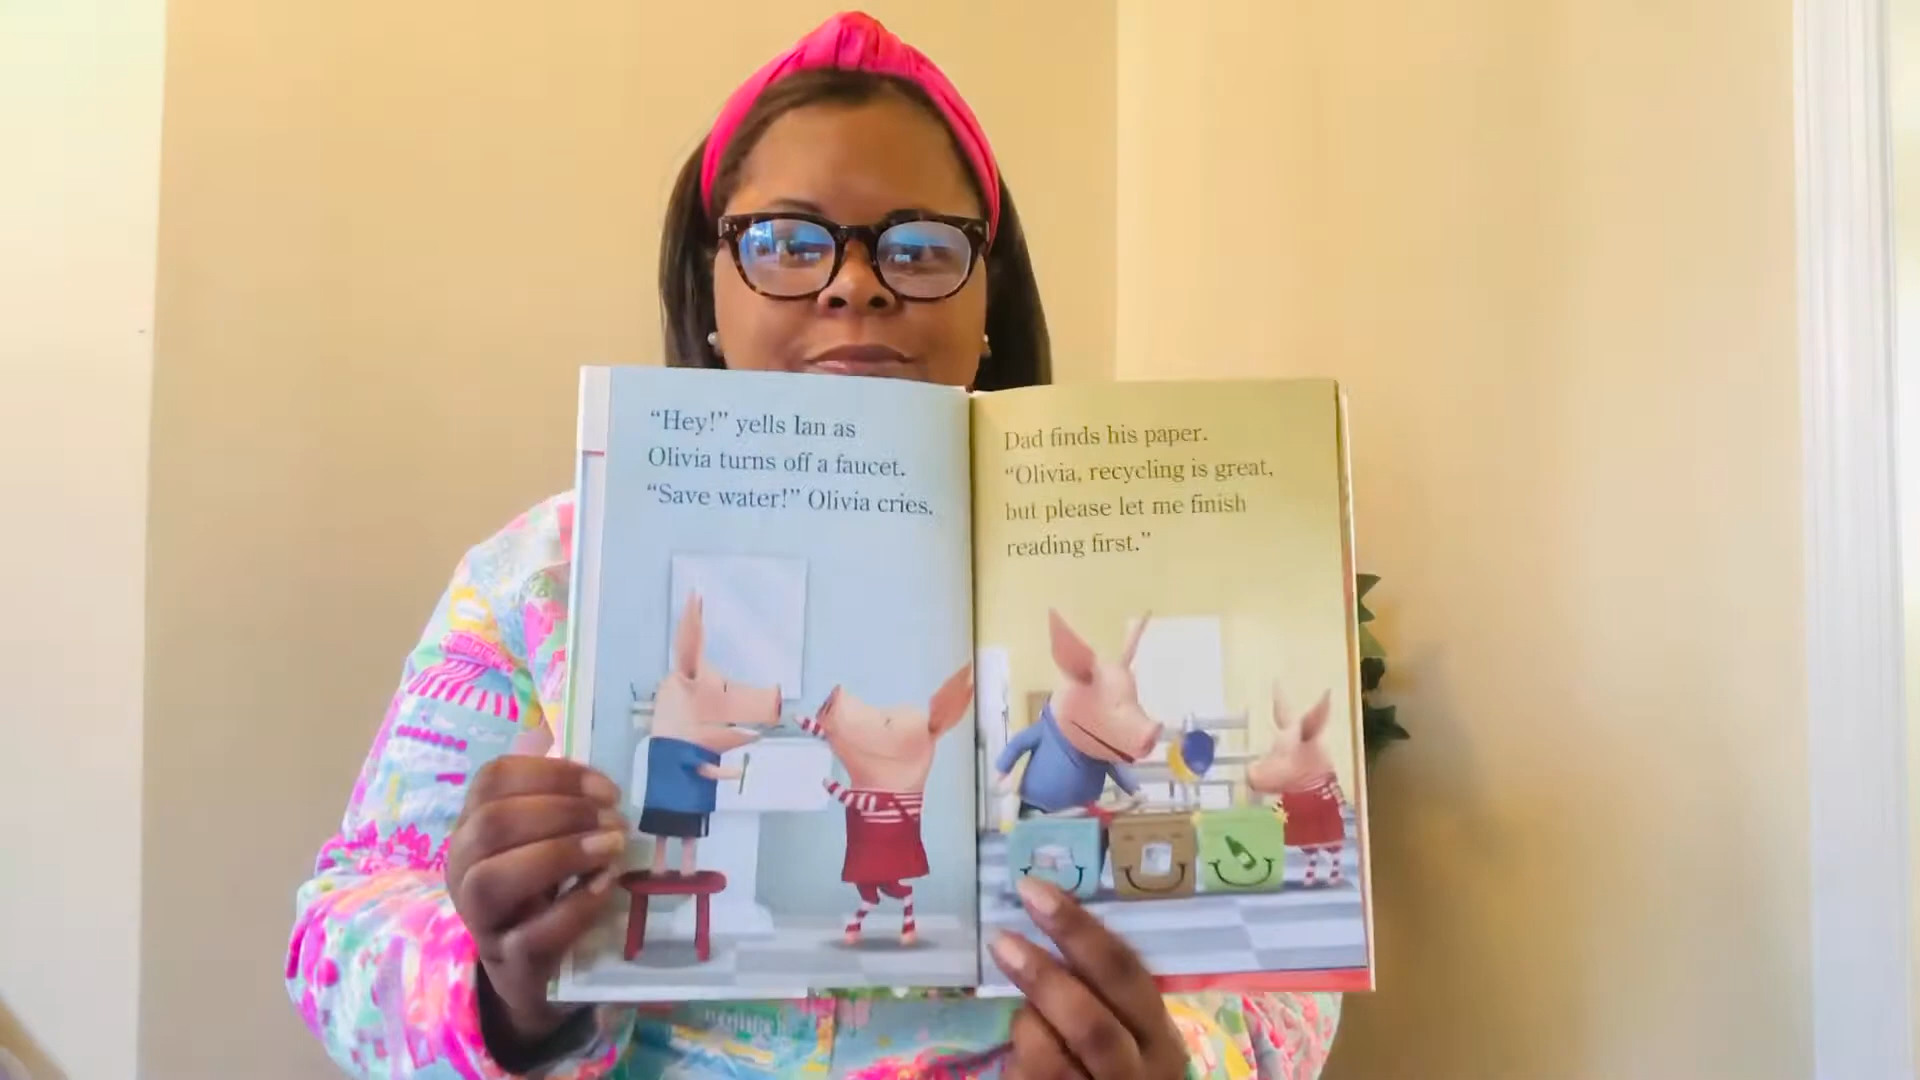 “Hey!” yells Ian as
Olivia turns off a faucet.
“Save water!” Olivia cries.
Dad finds his paper.
“Olivia, recycling is great,
but please let me finish
reading first.”